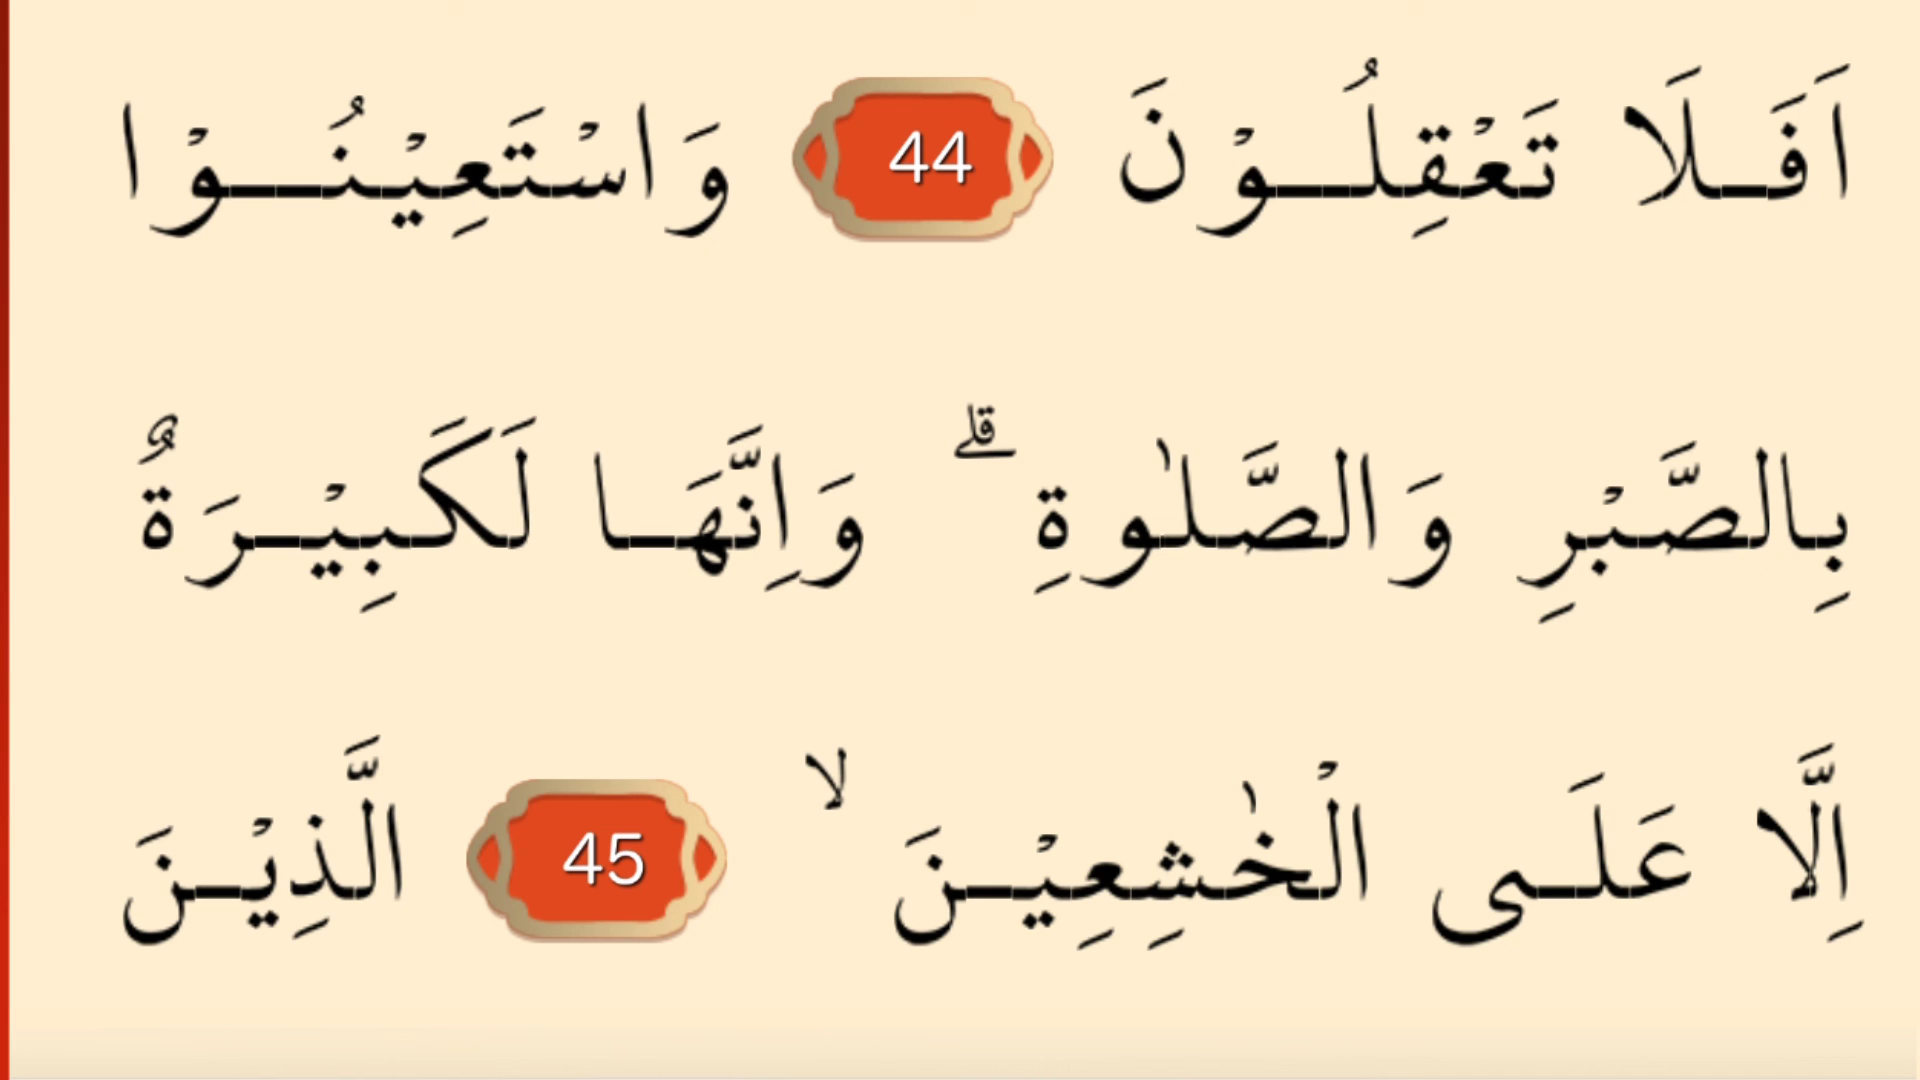 اَفَلَا تَعْقِلُوْنَ 44 وَاسْتَعِيْنُوْا
بِالصَّبْرِ وَالصَّلٰوةِ ۗ وَاِنَّهَا لَكَبِيْرَةٌ
اِلَّا عَلَى الْخٰشِعِيْنَ ۙ 45 الَّذِيْنَ